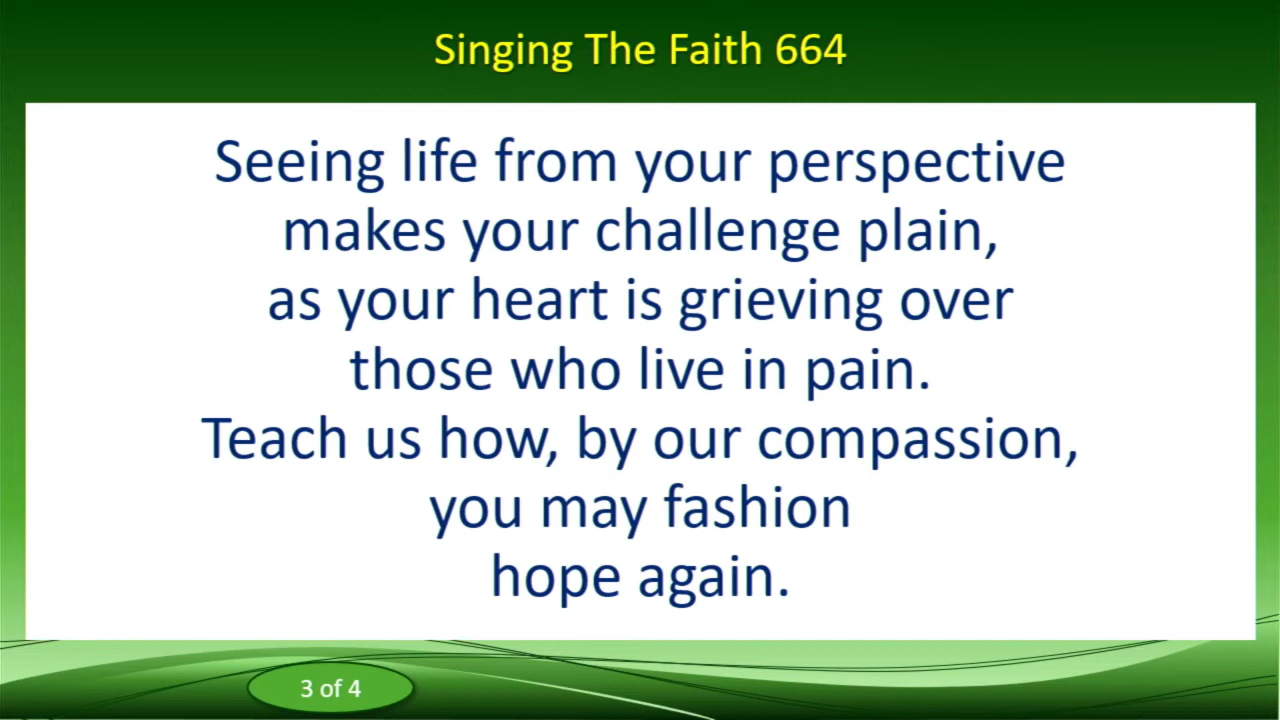 Singing The Faith 664
Seeing life from your perspective
makes your challenge plain,
as your heart is grieving over
those who live in pain.
Teach us how, by our compassion,
you may fashion
hope again.
3 of 4